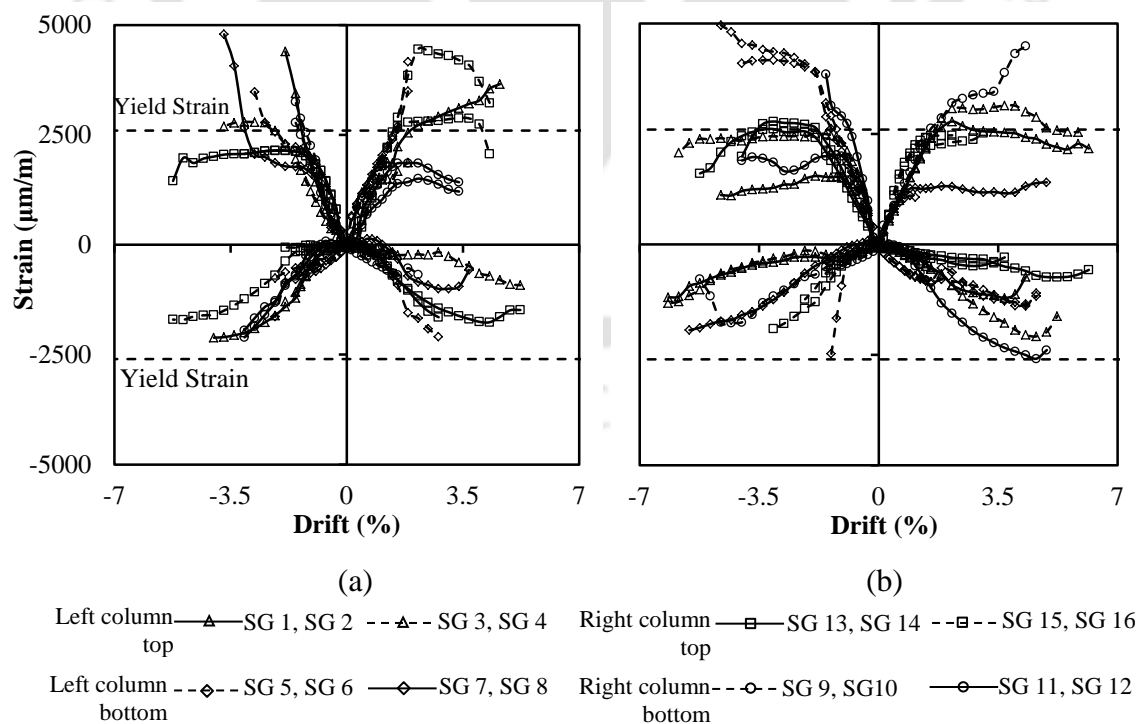 5000
2500
0
-2500
-5000
Strain (µm/m)
Yield Strain
Yield Strain
-7 -3.5 0 3.5 7
Drift (%)
-7 -3.5 0 3.5 7
Drift (%)
(a)
(b)
Left column top
SG 1, SG 2
SG 3, SG 4
Right column top
SG 13, SG 14
SG 15, SG 16
Left column bottom
SG 5, SG 6
SG 7, SG 8
Right column bottom
SG 9, SG10
SG 11, SG 12